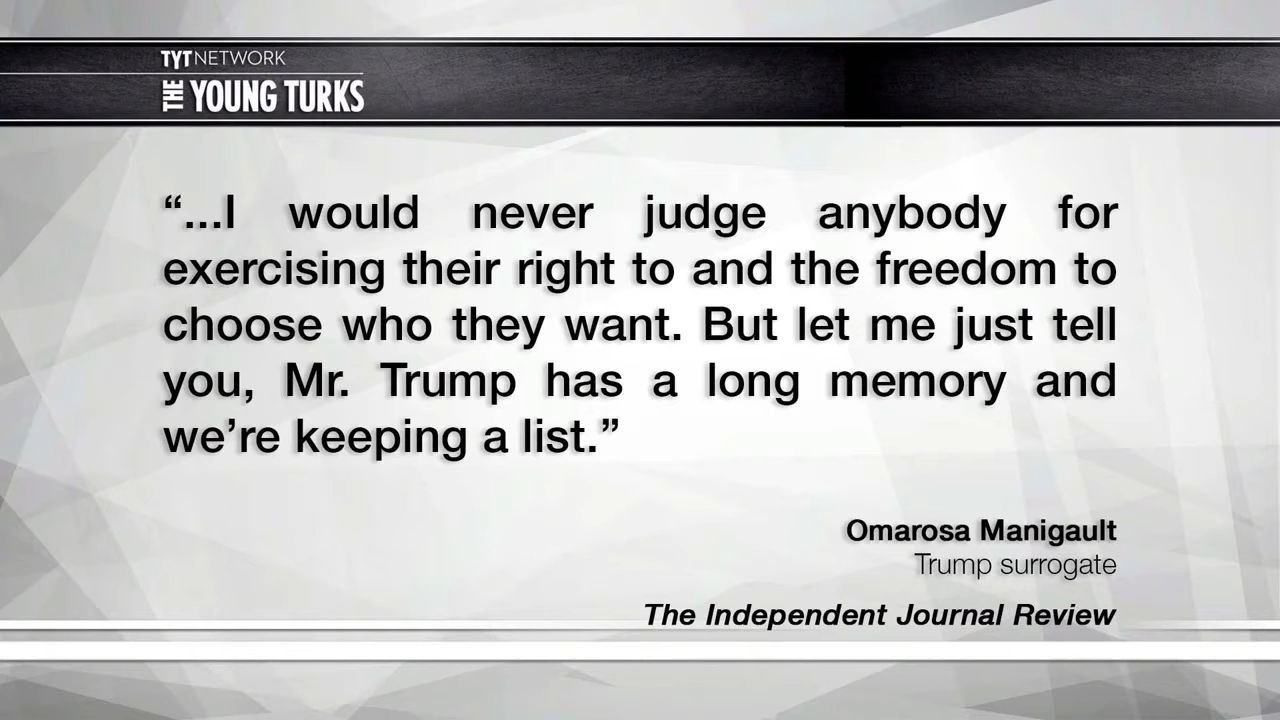 TYT NETWORK
THE YOUNG TURKS
“...I would never judge anybody for
exercising their right to and the freedom to
choose who they want. But let me just tell
you, Mr. Trump has a long memory and
we’re keeping a list.”
Omarosa Manigault
Trump surrogate
The Independent Journal Review